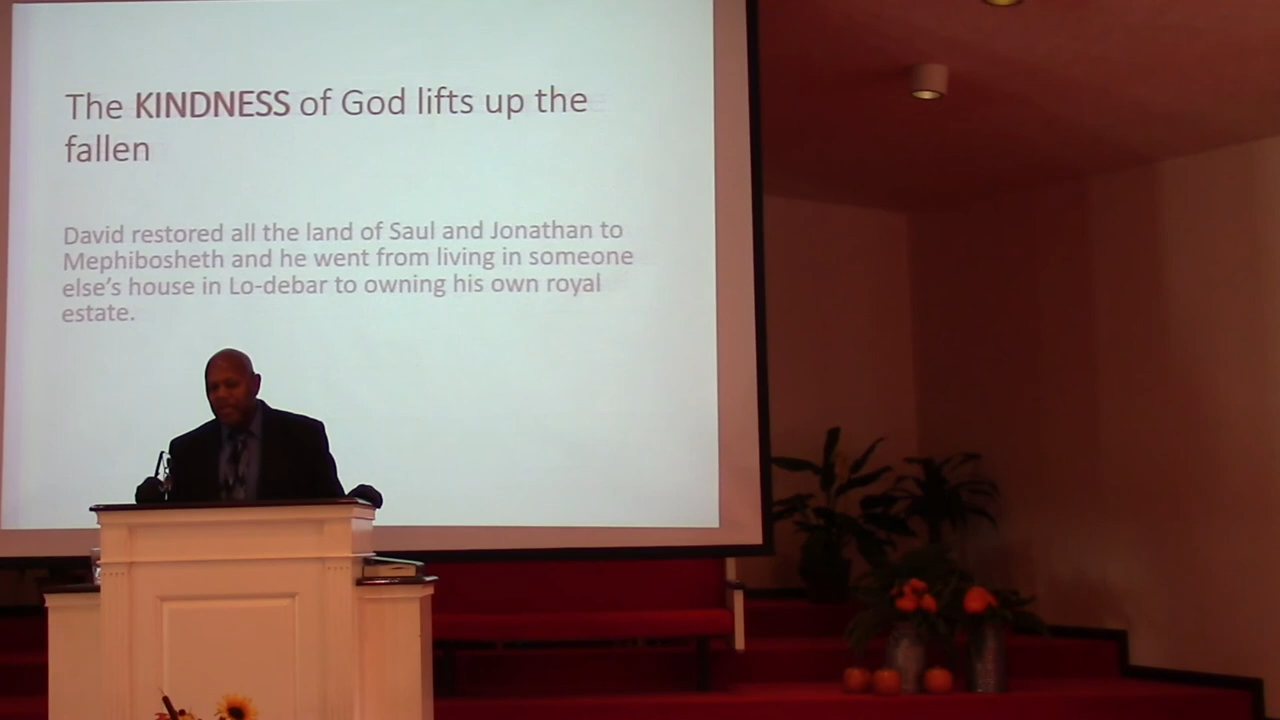 The KINDNESS of God lifts up the
fallen
David restored all the land of Saul and Jonathan to
Mephibosheth and he went from living in someone
else's house in Lo-debar to owning his own royal
estate.